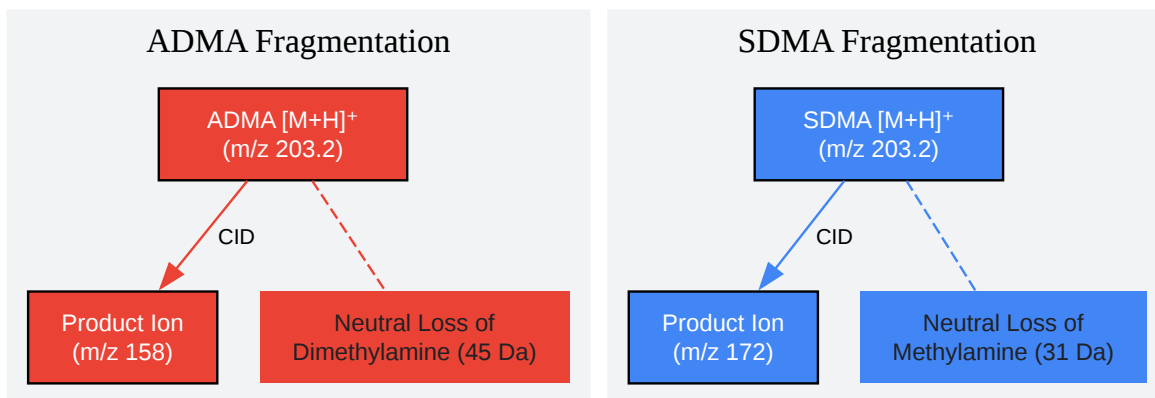 ADMA Fragmentation
ADMA [M+H]⁺
(m/z 203.2)
CID
Product Ion
(m/z 158)
Neutral Loss of
Dimethylamine (45 Da)
SDMA Fragmentation
SDMA [M+H]⁺
(m/z 203.2)
CID
Product Ion
(m/z 172)
Neutral Loss of
Methylamine (31 Da)